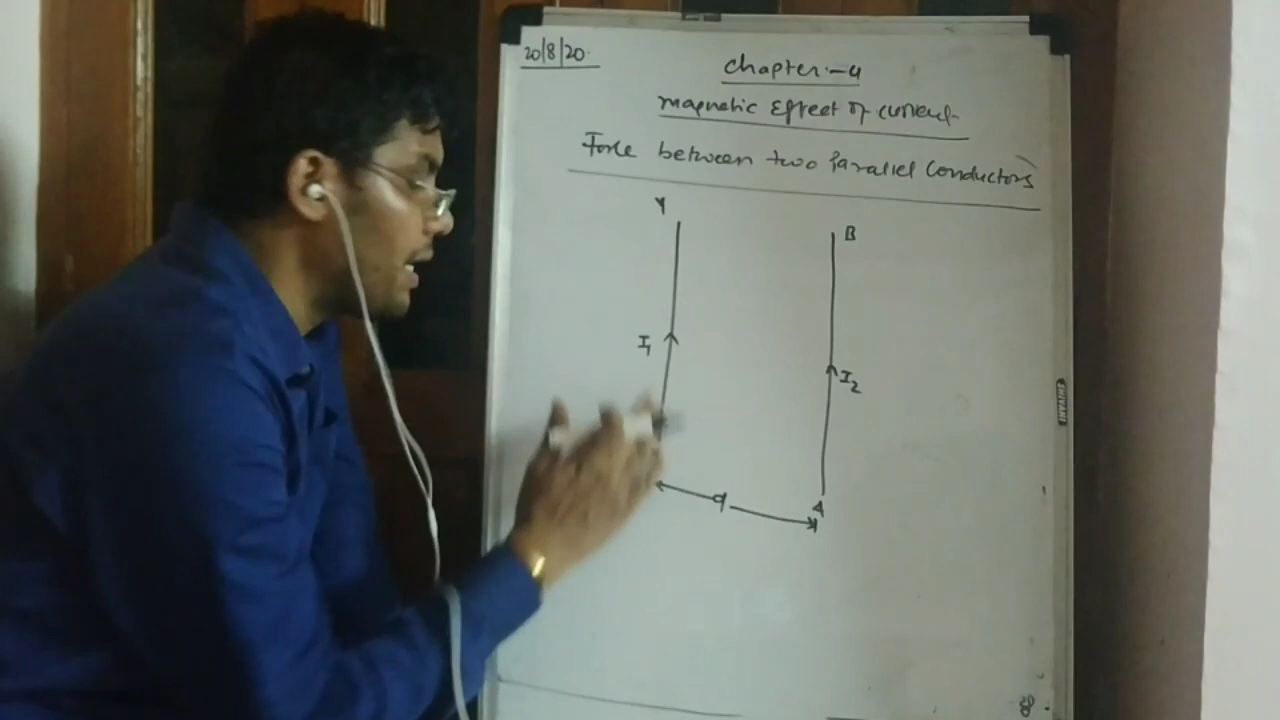 20/8/20.
Chapter:-4
Magnetic Effect of current
Force between two Parallel Conductors
Y
B
I1
I2
d
A